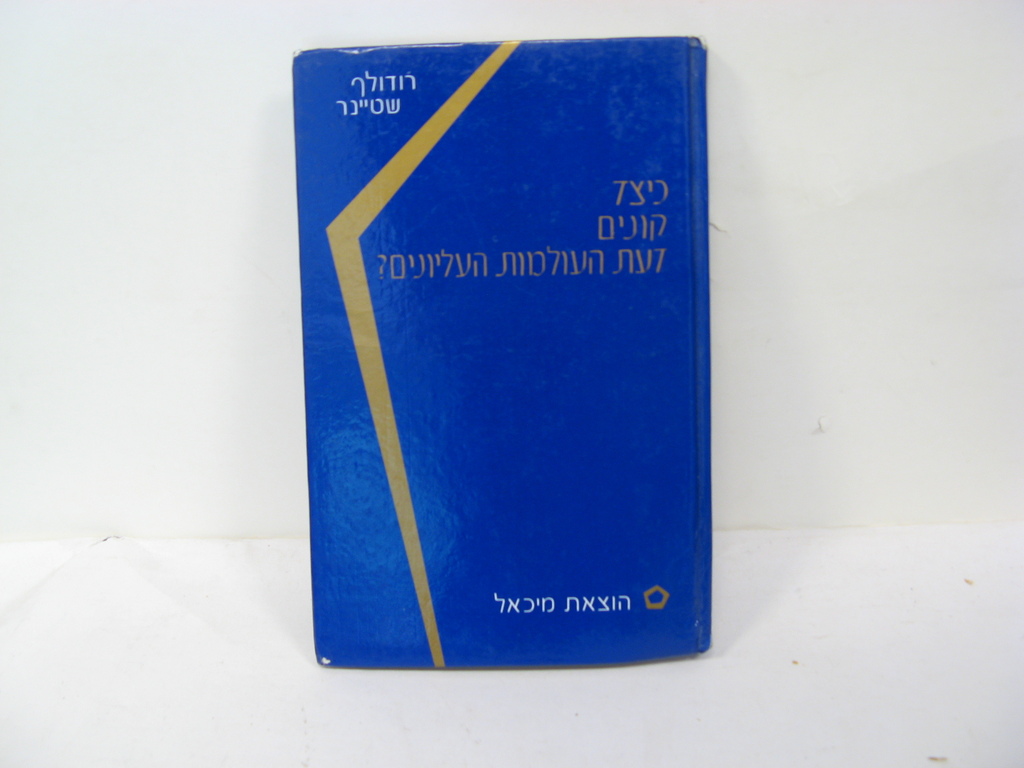 רודולף
שטיינר
כיצד
קונים
דעת העולמות העליונים?
הוצאת מיכאל